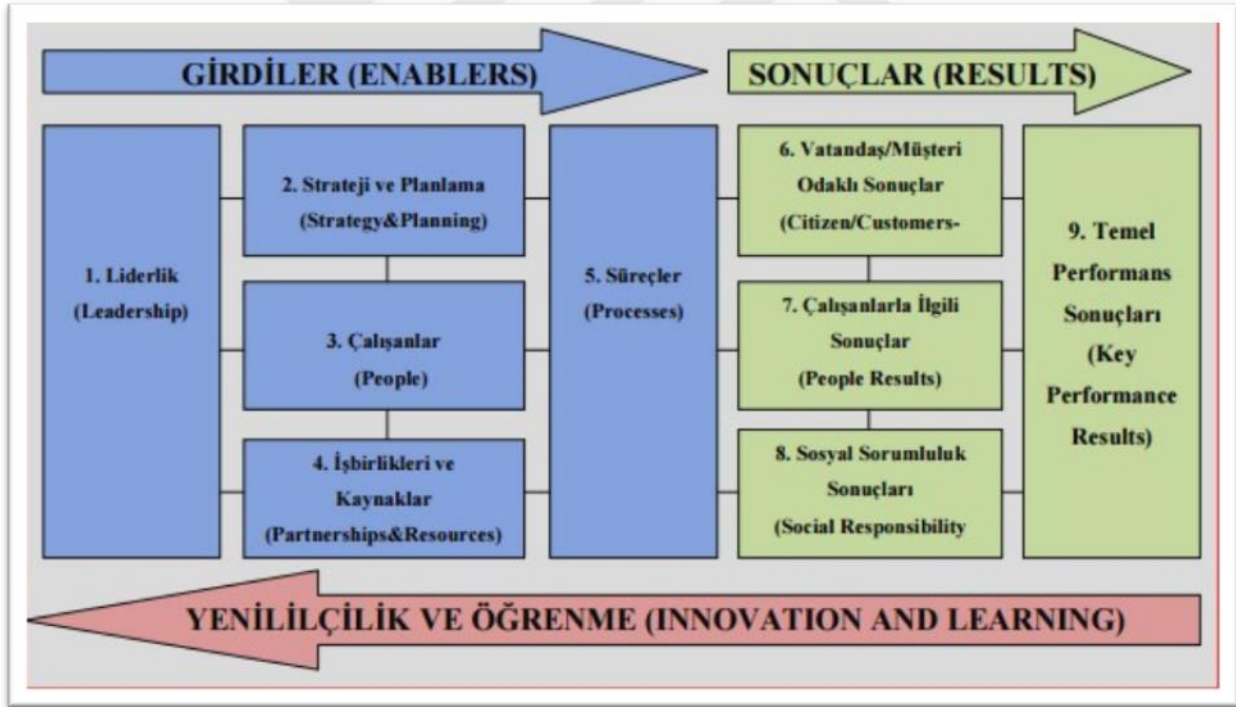 GİRDİLER (ENABLERS)
SONUÇLAR (RESULTS)
1. Liderlik
(Leadership)
2. Strateji ve Planlama
(Strategy&Planning)
3. Çalışanlar
(People)
4. İşbirlikleri ve
Kaynaklar
(Partnerships&Resources)
5. Süreçler
(Processes)
6. Vatandaş/Müşteri
Odaklı Sonuçlar
(Citizen/Customers-
7. Çalışanlarla İlgili
Sonuçlar
(People Results)
8. Sosyal Sorumluluk
Sonuçları
(Social Responsibility
9. Temel
Performans
Sonuçları
(Key
Performance
Results)
YENİLİLÇİLİK VE ÖĞRENME (INNOVATION AND LEARNING)